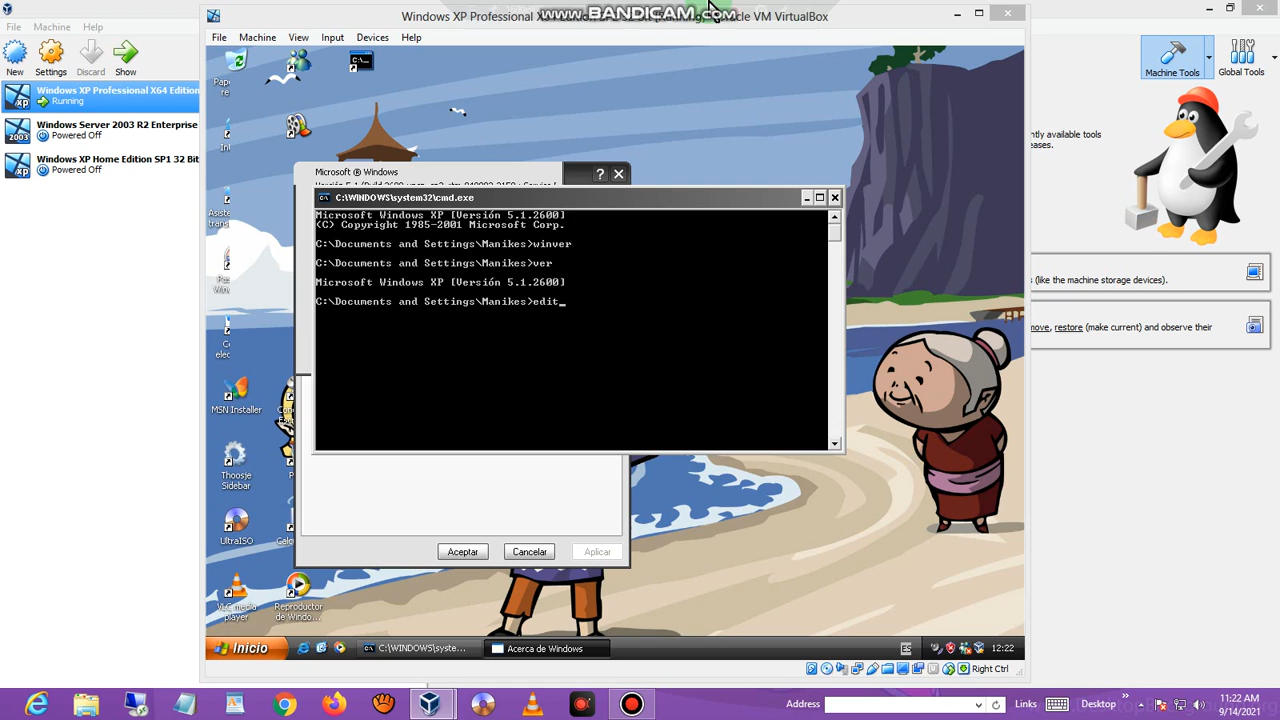 Windows XP Professional X
WWW.BANDICAM.COM
Oracle VM VirtualBox
File Machine Help
File Machine View Input Devices Help
New
Settings
Discard
Show
Machine Tools
Global Tools
Windows XP Professional X64 Edition
Running
Windows Server 2003 R2 Enterprise
Powered Off
Windows XP Home Edition SP1 32 Bit
Powered Off
ntly available tools
(like the machine storage devices).
move, restore (make current) and observe their
Microsoft ® Windows
C:\WINDOWS\system32\cmd.exe
Microsoft Windows XP [Versión 5.1.2600]
(C) Copyright 1985-2001 Microsoft Corp.
C:\Documents and Settings\Manikes>winver
C:\Documents and Settings\Manikes>ver
Microsoft Windows XP [Versión 5.1.2600]
C:\Documents and Settings\Manikes>edit_
Aceptar
Cancelar
Aplicar
MSN Installer
Thoosje
Sidebar
UltraISO
VLC media
player
Reproductor
de Windo...
Inicio
C:\WINDOWS\syste...
Acerca de Windows
ES
12:22
Right Ctrl
Address
Links
Desktop
11:22 AM
9/14/2021